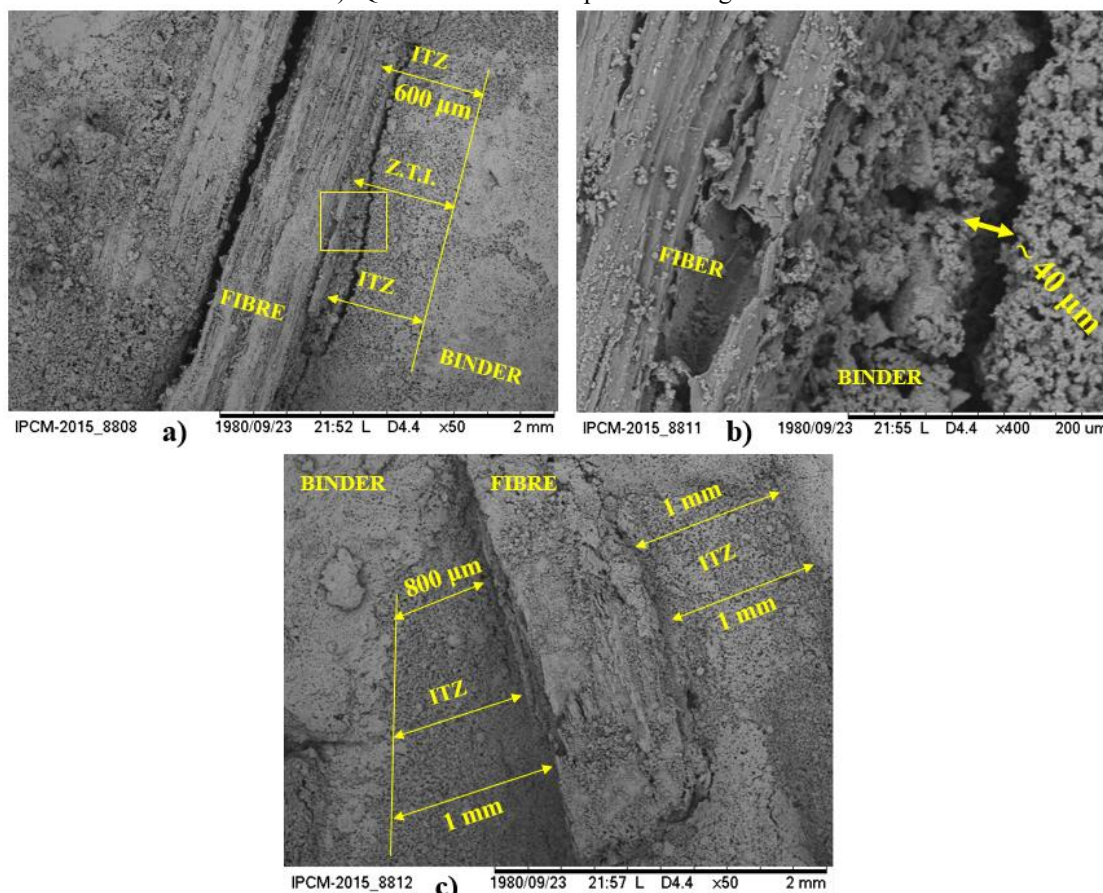 ITZ
600 µm
Z.T.I.
ITZ
FIBRE
BINDER
IPCM-2015_8808 a) 1980/09/23 21:52 L D4.4 x50 2 mm
FIBER
~ 40 µm
BINDER
IPCM-2015_8811 b) 1980/09/23 21:55 L D4.4 x400 200 um
BINDER FIBRE
1 mm
ITZ
800 µm
1 mm
ITZ
1 mm
IPCM-2015_8812 c) 1980/09/23 21:57 L D4.4 x50 2 mm